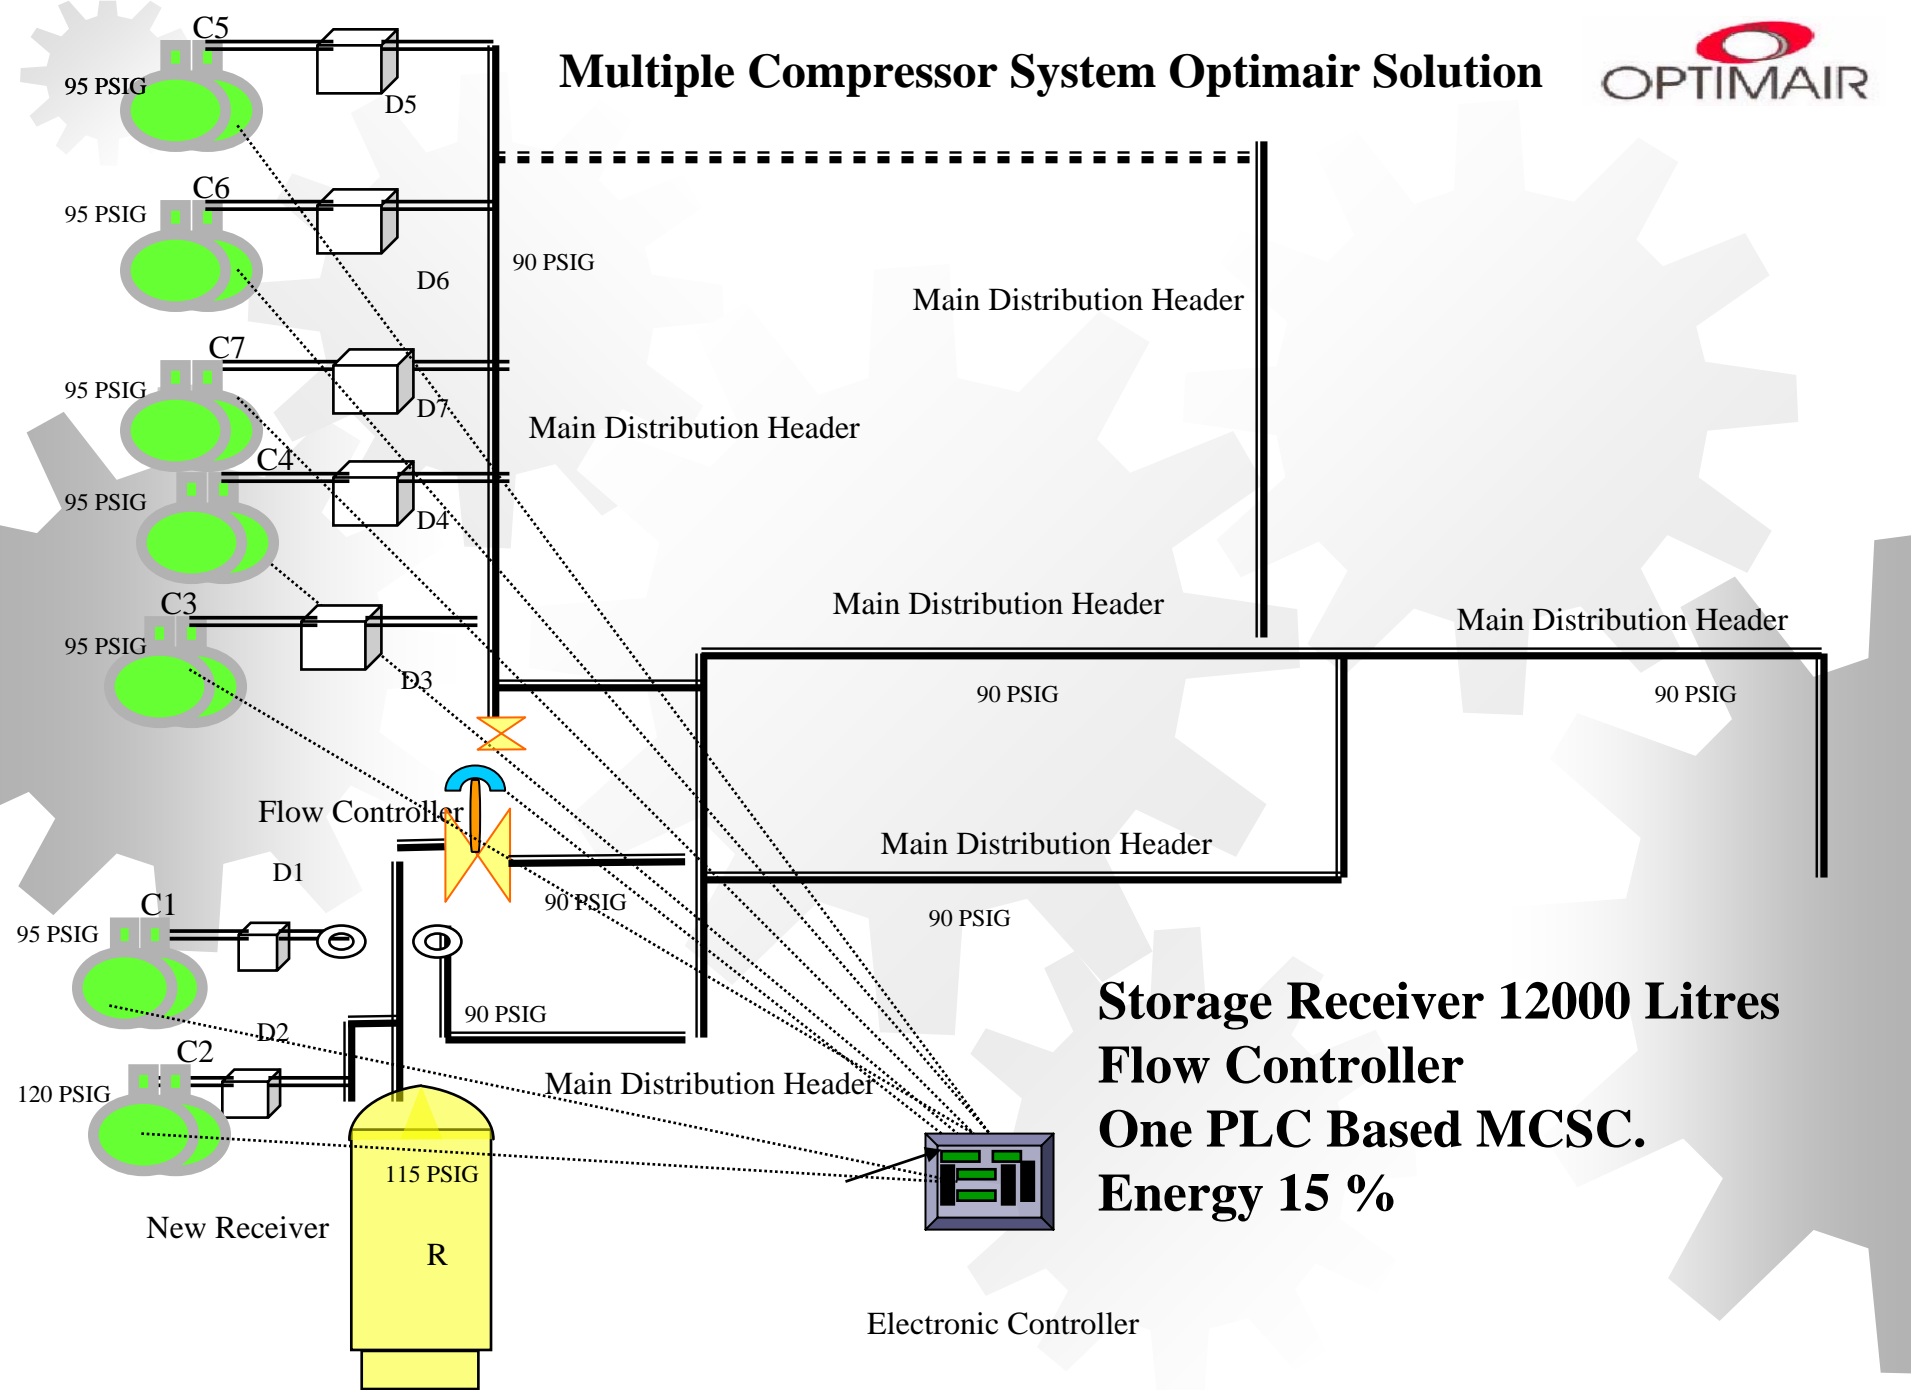 Multiple Compressor System Optimair Solution
OPTIMAIR
C5
95 PSIG
D5
C6
95 PSIG
D6
90 PSIG
Main Distribution Header
C7
95 PSIG
D7
Main Distribution Header
C4
95 PSIG
D4
C3
95 PSIG
D3
Main Distribution Header
Main Distribution Header
90 PSIG
90 PSIG
Flow Controller
Main Distribution Header
D1
90 PSIG
90 PSIG
C1
95 PSIG
90 PSIG
D2
C2
120 PSIG
Main Distribution Header
115 PSIG
New Receiver
R
Storage Receiver 12000 Litres
Flow Controller
One PLC Based MCSC.
Energy 15 %
Electronic Controller